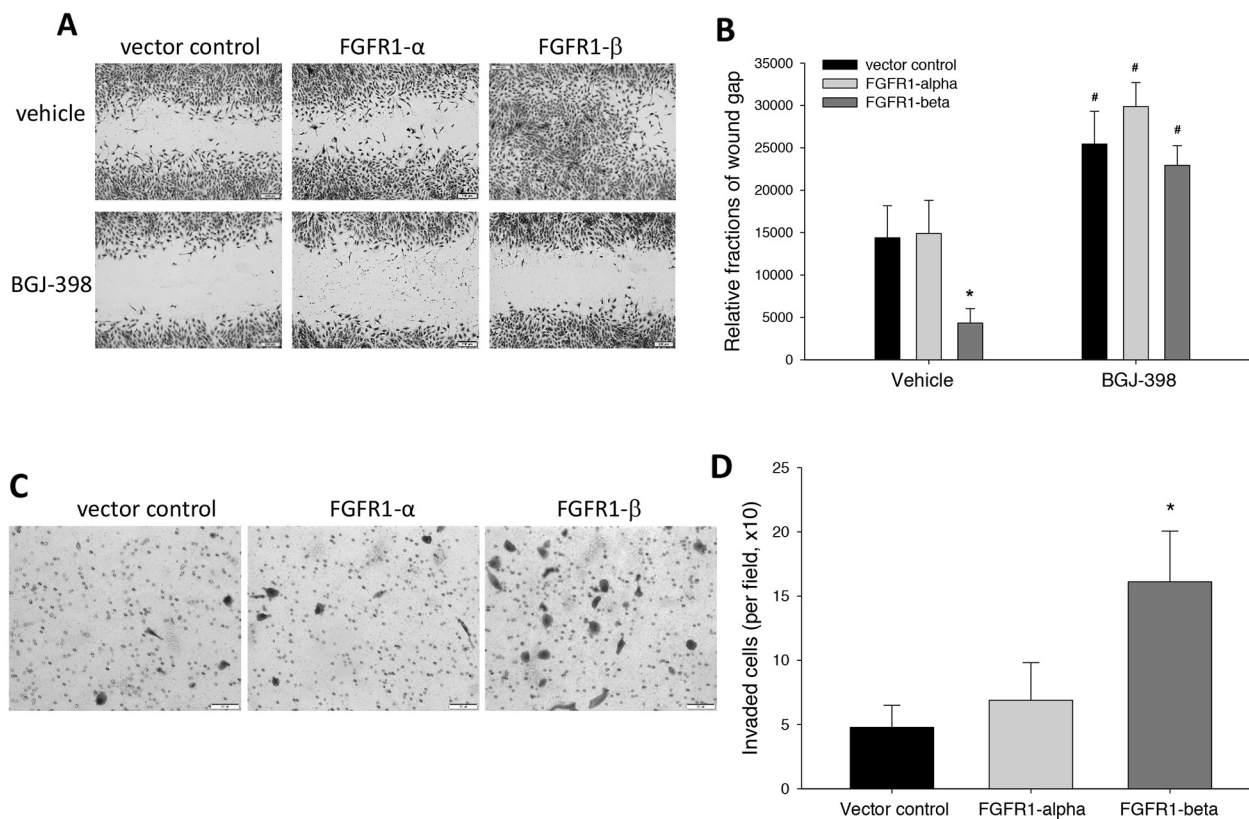 A
vector control
FGFR1-α
FGFR1-β
vehicle
BGJ-398
B
vector control
FGFR1-alpha
FGFR1-beta
Relative fractions of wound gap
35000
30000
25000
20000
15000
10000
5000
0
*
#
#
#
Vehicle
BGJ-398
C
vector control
FGFR1-α
FGFR1-β
D
Invaded cells (per field, x10)
25
20
15
10
5
0
*
Vector control
FGFR1-alpha
FGFR1-beta